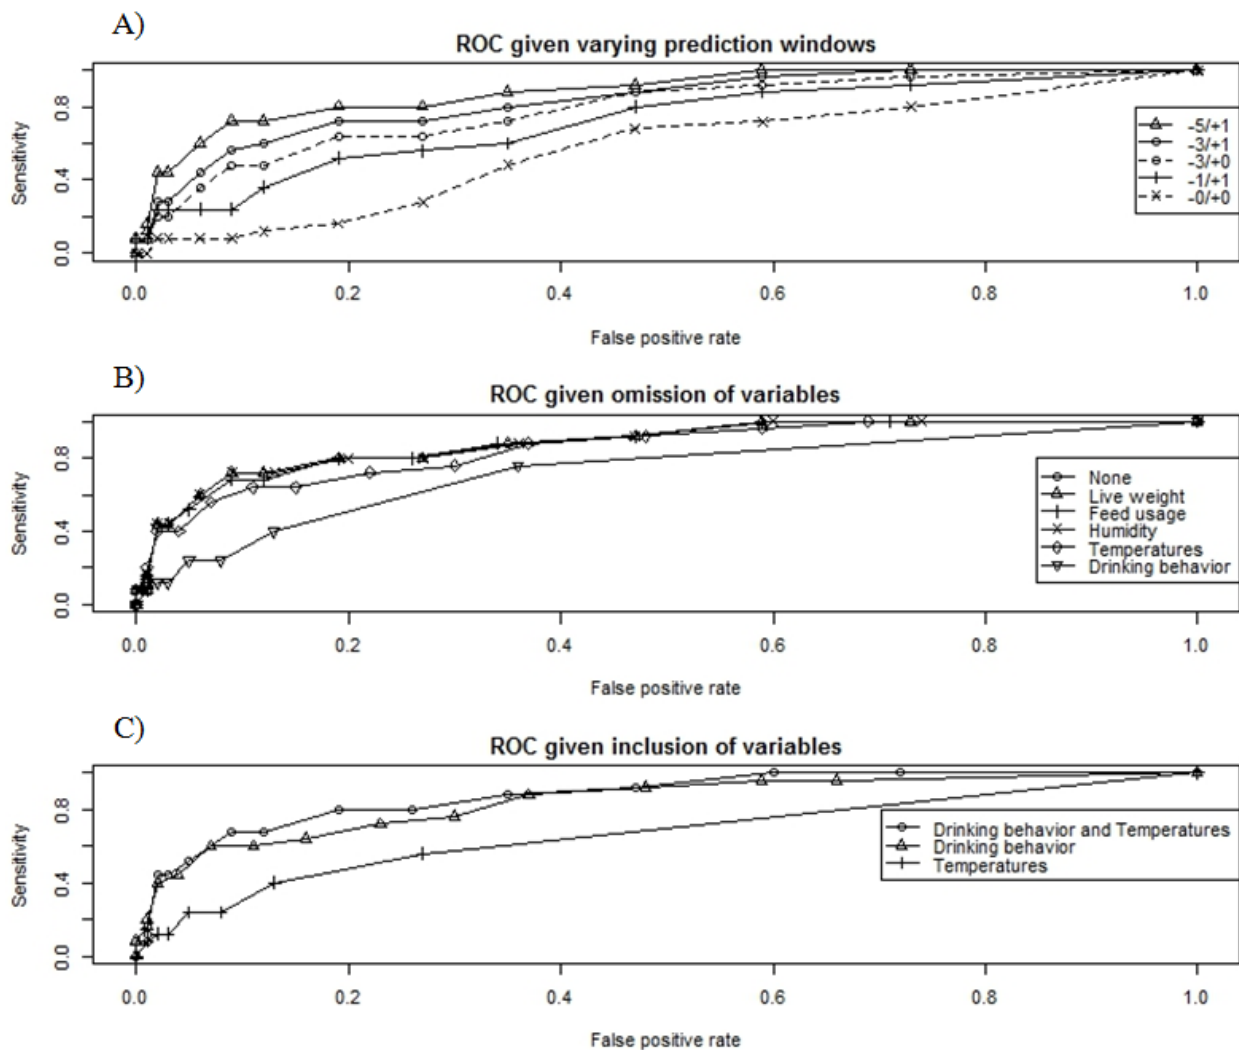 A)
ROC given varying prediction windows
Sensitivity
0.0 0.4 0.8
-5/+1
-3/+1
-3/+0
-1/+1
-0/+0
0.0 0.2 0.4 0.6 0.8 1.0
False positive rate
B)
ROC given omission of variables
Sensitivity
0.0 0.4 0.8
None
Live weight
Feed usage
Humidity
Temperatures
Drinking behavior
0.0 0.2 0.4 0.6 0.8 1.0
False positive rate
C)
ROC given inclusion of variables
Sensitivity
0.0 0.4 0.8
Drinking behavior and Temperatures
Drinking behavior
Temperatures
0.0 0.2 0.4 0.6 0.8 1.0
False positive rate